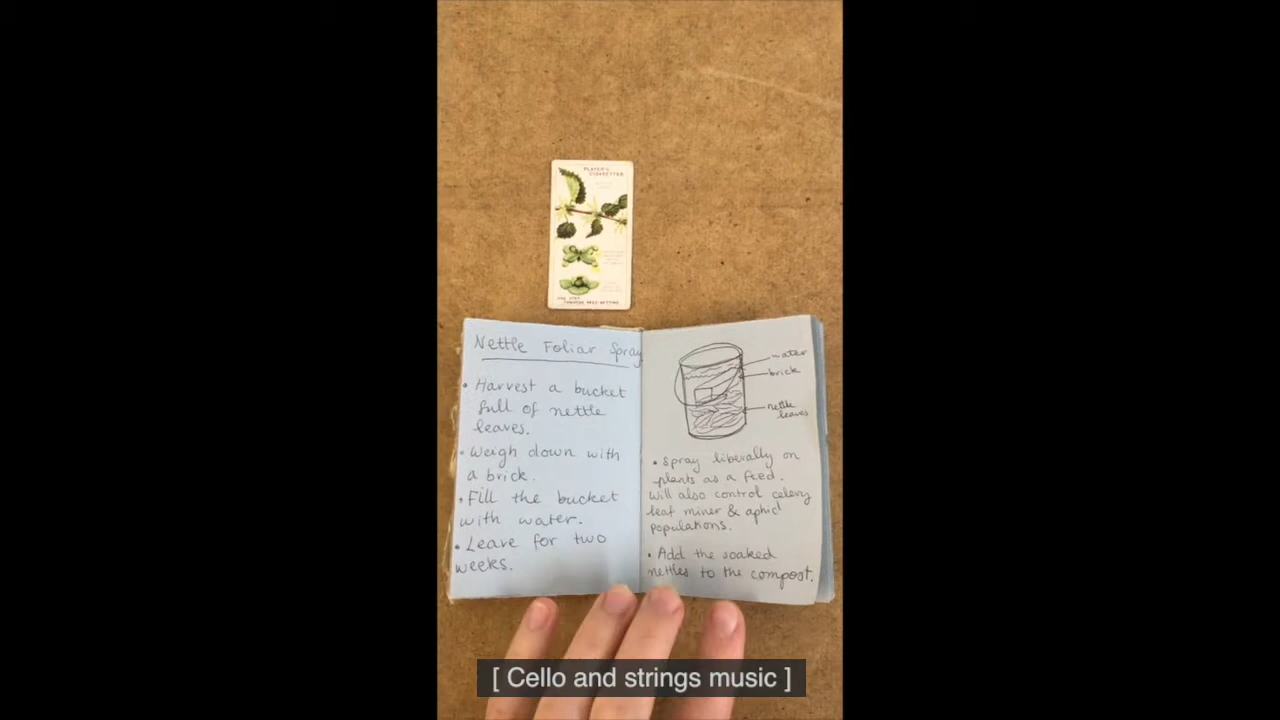 PLAYER'S
CIGARETTES
Nettle Foliar Spray
• Harvest a bucket
full of nettle
leaves.
• Weigh down with
a brick.
• Fill the bucket
with water.
• Leave for two
weeks.
water
brick
nettle
leaves
• Spray liberally on
plants as a feed.
Will also control celery
leaf miner & aphid
populations.
• Add the soaked
nettles to the compost.
[ Cello and strings music ]